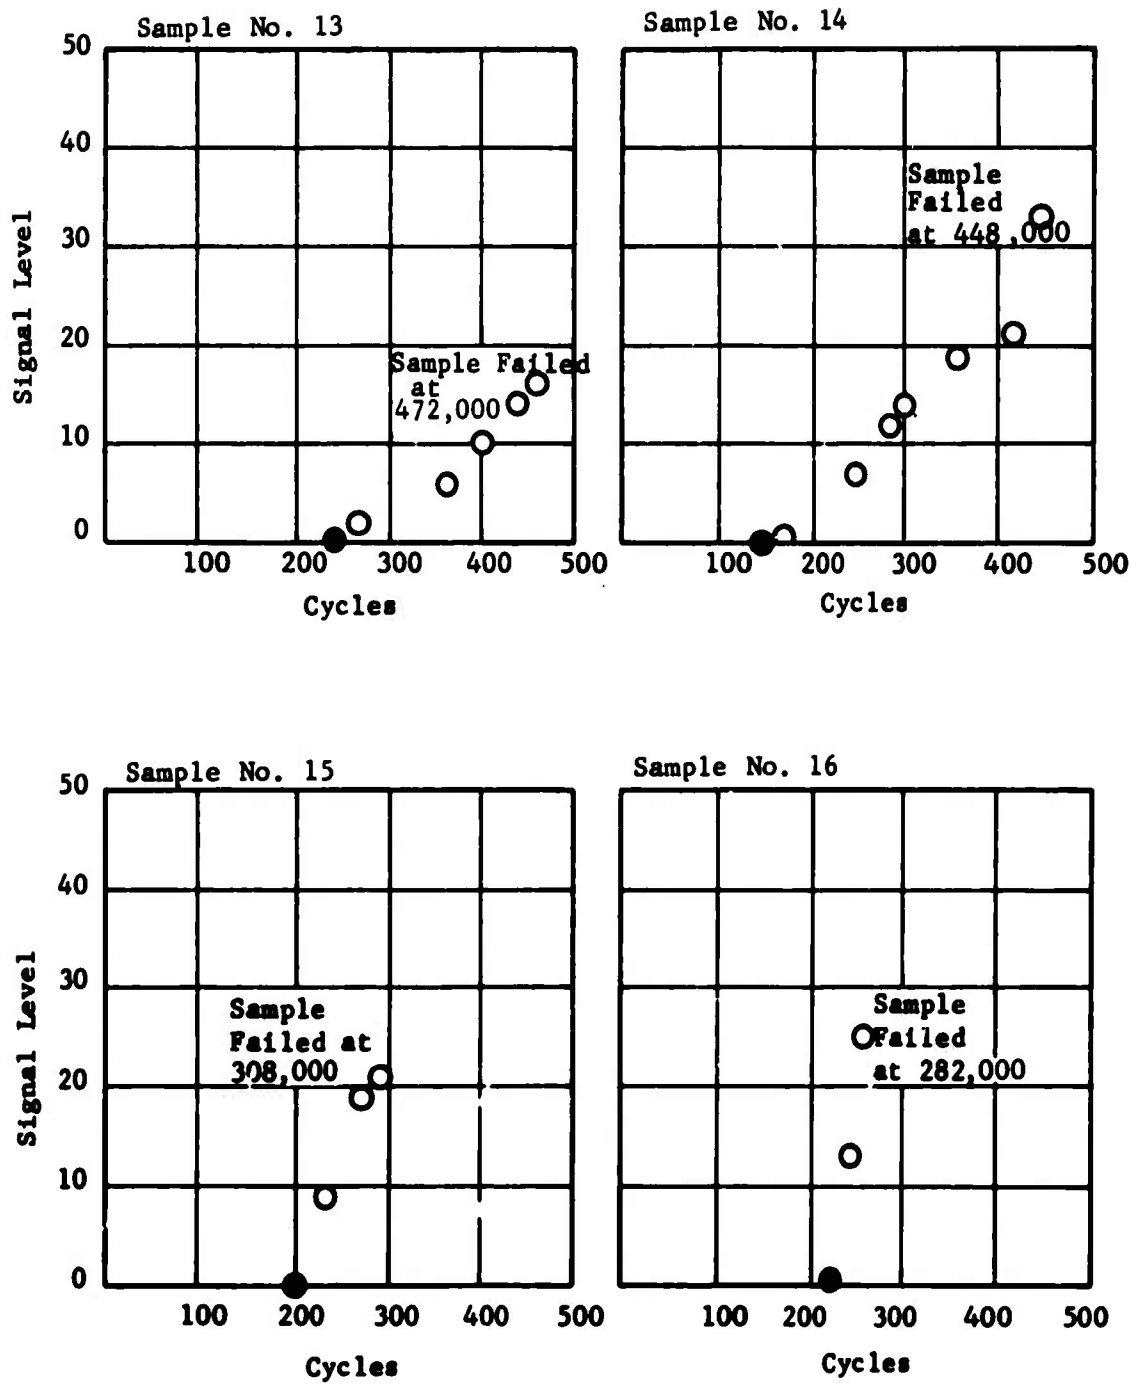 Sample No. 13
50
40
30
20
10
0
Signal Level
Sample Failed
at
472,000
100 200 300 400 500
Cycles
Sample No. 14
Sample
Failed
at 448,000
100 200 300 400 500
Cycles
Sample No. 15
50
40
30
20
10
0
Signal Level
Sample
Failed at
308,000
100 200 300 400 500
Cycles
Sample No. 16
Sample
Failed
at 282,000
100 200 300 400 500
Cycles